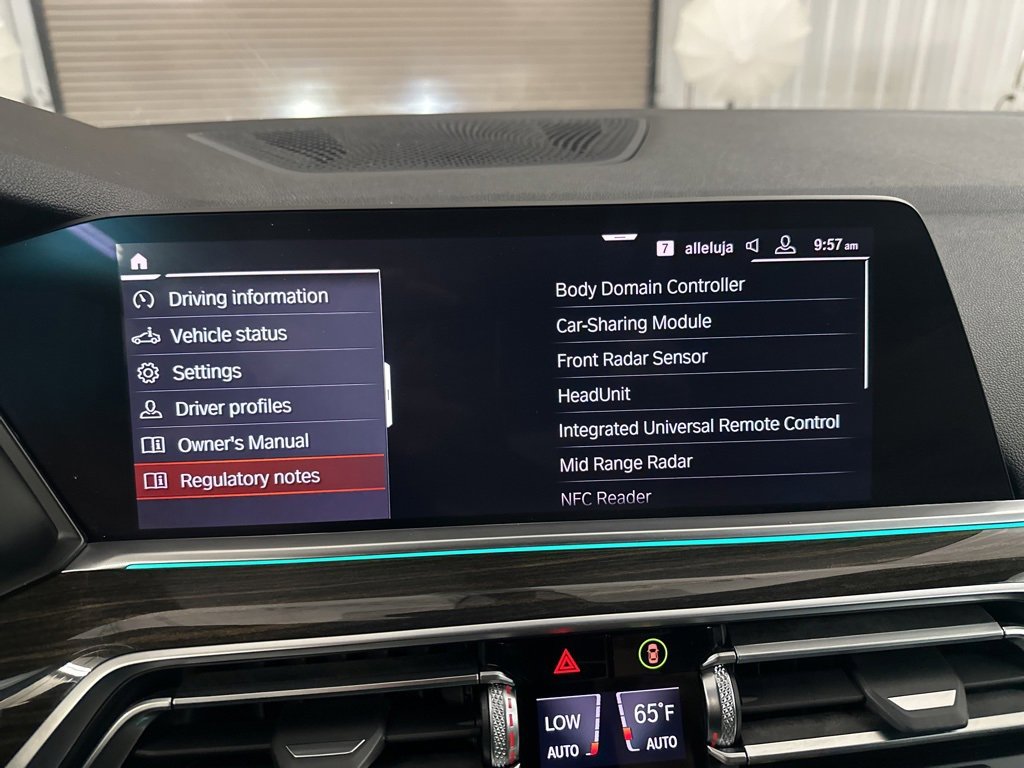 7 alleluja 9:57 am
Driving information
Vehicle status
Settings
Driver profiles
Owner's Manual
Regulatory notes
Body Domain Controller
Car-Sharing Module
Front Radar Sensor
HeadUnit
Integrated Universal Remote Control
Mid Range Radar
NFC Reader
LOW
AUTO
65°F
AUTO